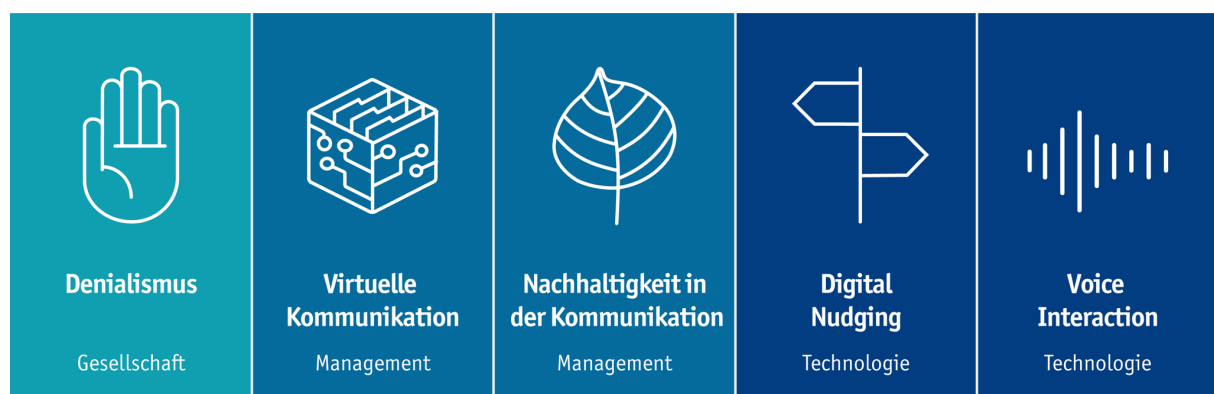 Denialismus
Gesellschaft
Virtuelle
Kommunikation
Management
Nachhaltigkeit in
der Kommunikation
Management
Digital
Nudging
Technologie
Voice
Interaction
Technologie